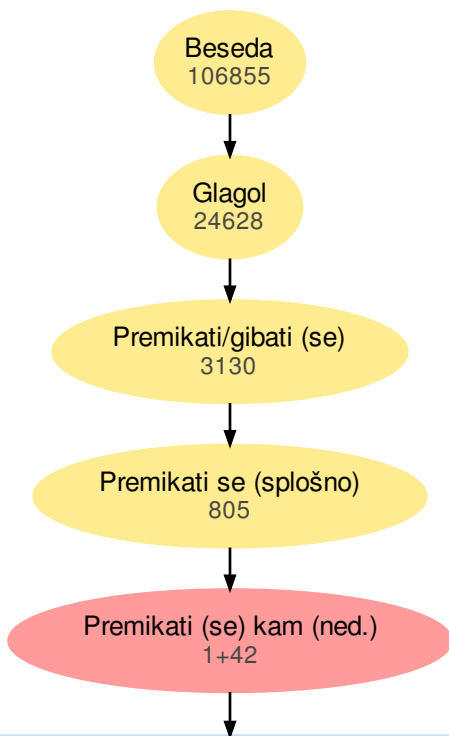 Beseda
106855
Glagol
24628
Premikati/gibati (se)
3130
Premikati se (splošno)
805
Premikati (se) kam (ned.)
1+42